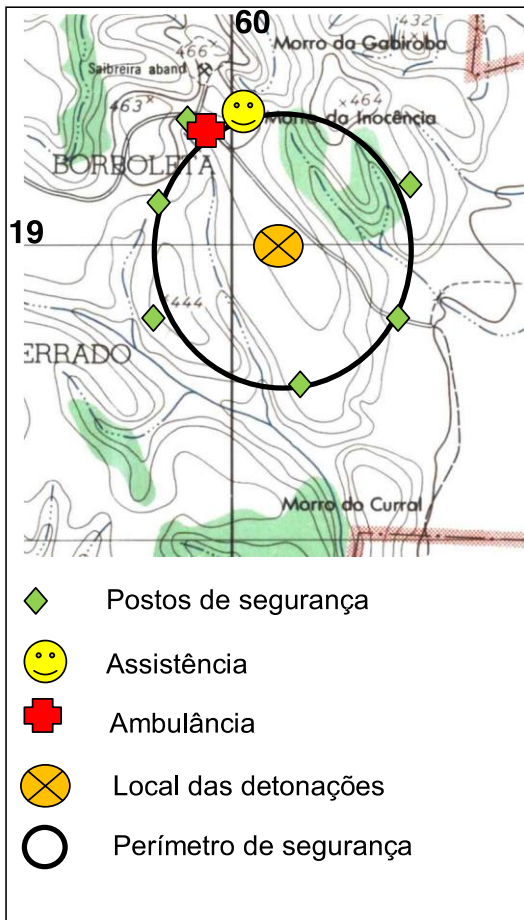 60
432
Morro da Gabiroba
466
Saibreira aband
463
464
Morro da Inocência
BORBOLETA
19
444
ERRADO
Morro do Curral
Postos de segurança
Assistência
Ambulância
Local das detonações
Perímetro de segurança